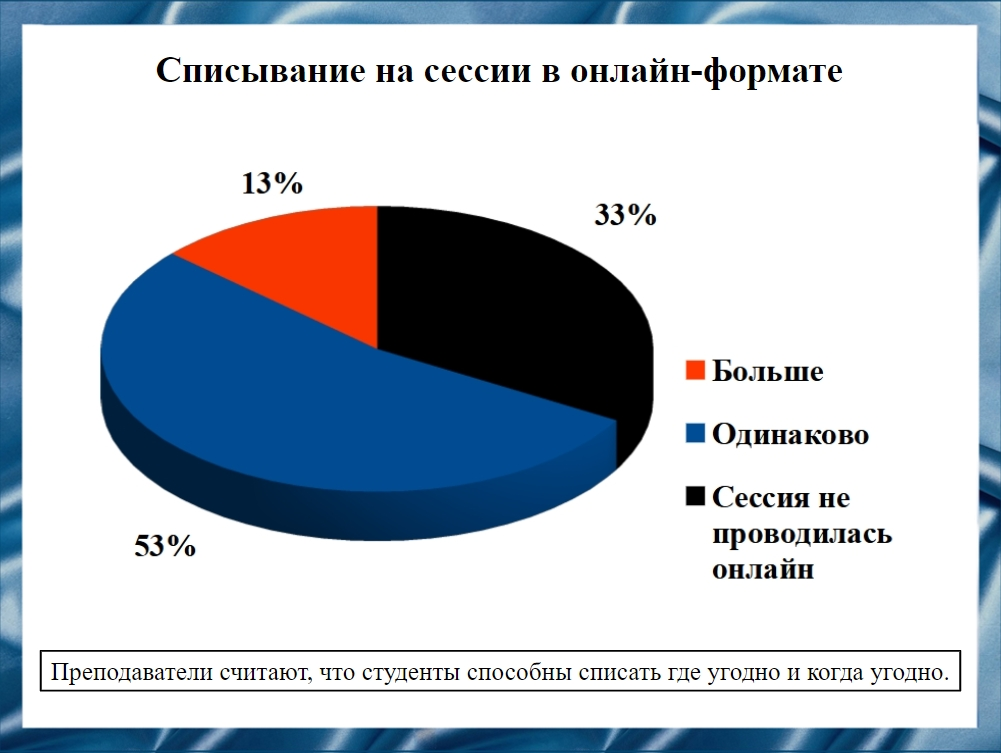 Списывание на сессии в онлайн-формате
13%
33%
53%
Больше
Одинаково
Сессия не
проводилась
онлайн
Преподаватели считают, что студенты способны списать где угодно и когда угодно.